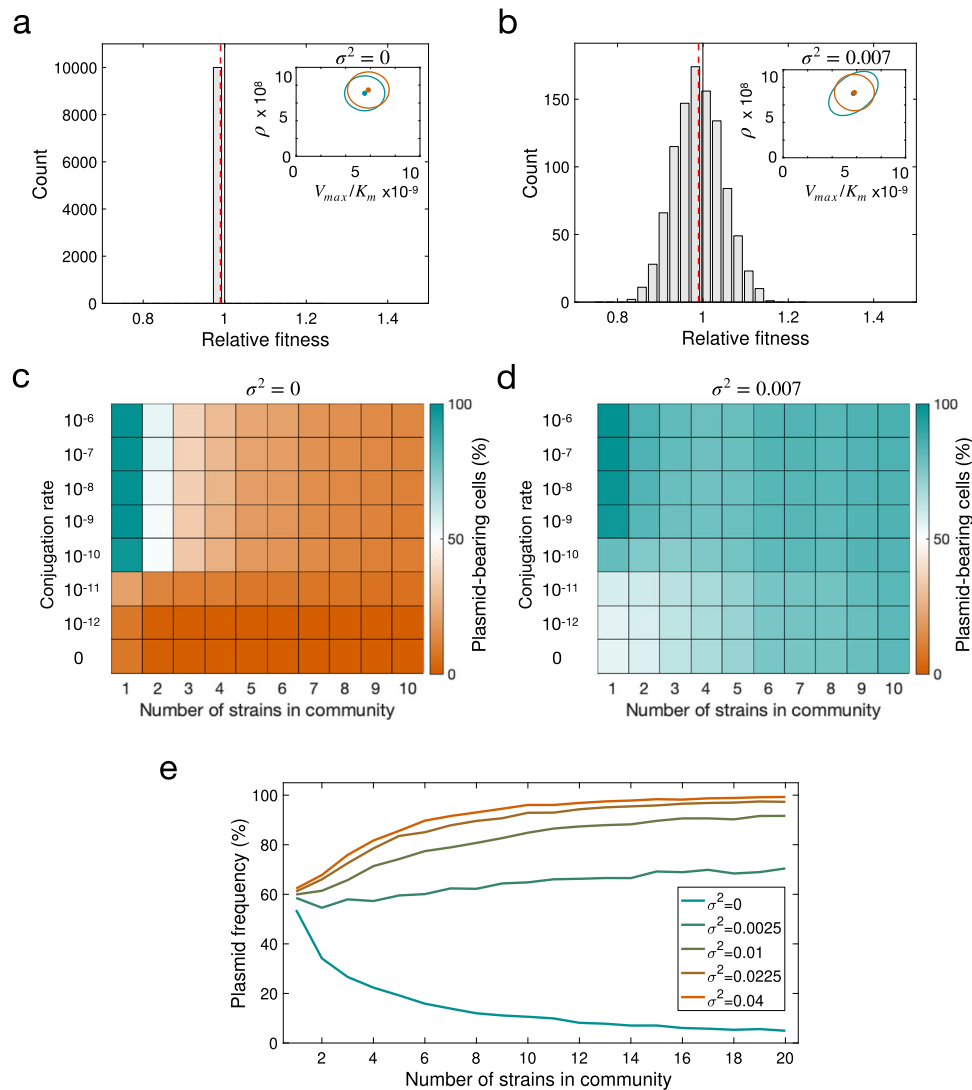 a
σ² = 0
10000
8000
6000
4000
2000
0
Count
0.8 1 1.2 1.4
Relative fitness
10
5
0
ρ x 10⁸
0 5 10
V_max/K_m x10⁻⁹
b
σ² = 0.007
150
100
50
0
Count
0.8 1 1.2 1.4
Relative fitness
10
5
0
ρ x 10⁸
0 5 10
V_max/K_m x10⁻⁹
c
σ² = 0
Conjugation rate
10⁻⁶
10⁻⁷
10⁻⁸
10⁻⁹
10⁻¹⁰
10⁻¹¹
10⁻¹²
0
1 2 3 4 5 6 7 8 9 10
Number of strains in community
100
50
0
Plasmid-bearing cells (%)
d
σ² = 0.007
Conjugation rate
10⁻⁶
10⁻⁷
10⁻⁸
10⁻⁹
10⁻¹⁰
10⁻¹¹
10⁻¹²
0
1 2 3 4 5 6 7 8 9 10
Number of strains in community
100
50
0
Plasmid-bearing cells (%)
e
Plasmid frequency (%)
100
80
60
40
20
0
2 4 6 8 10 12 14 16 18 20
Number of strains in community
σ²=0
σ²=0.0025
σ²=0.01
σ²=0.0225
σ²=0.04